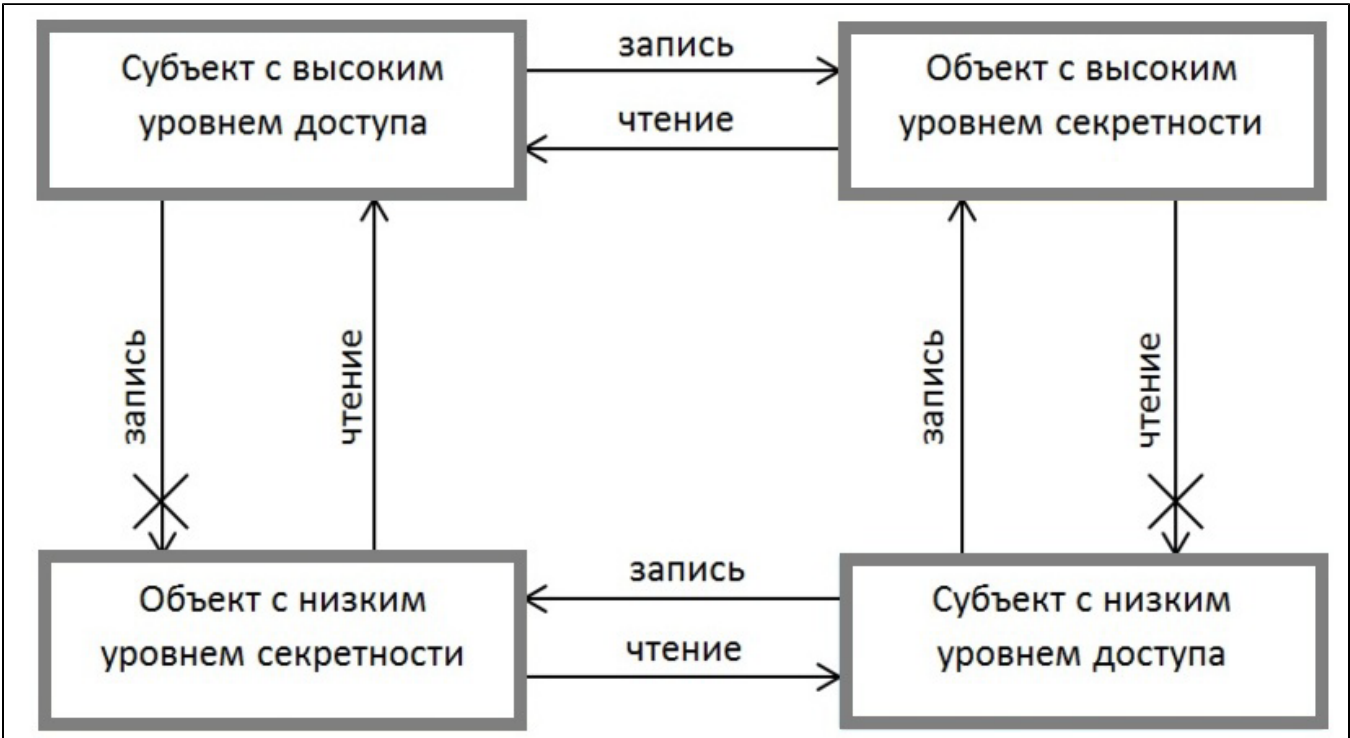 Субъект с высоким
уровнем доступа
запись
чтение
Объект с высоким
уровнем секретности
запись
чтение
запись
чтение
Объект с низким
уровнем секретности
запись
чтение
Субъект с низким
уровнем доступа